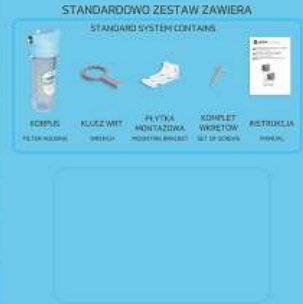 STANDARDOWO ZESTAW ZAWIERA
STANDARD SYSTEM CONTAINS
KORPUS
KLUCZ WRT
PŁYTKA MONTAŻOWA
KOMPLET WKRĘTÓW
INSTRUKCJA
FILTER HOUSING
WRENCH
MOUNTING BRACKET
SET OF SCREWS
MANUAL